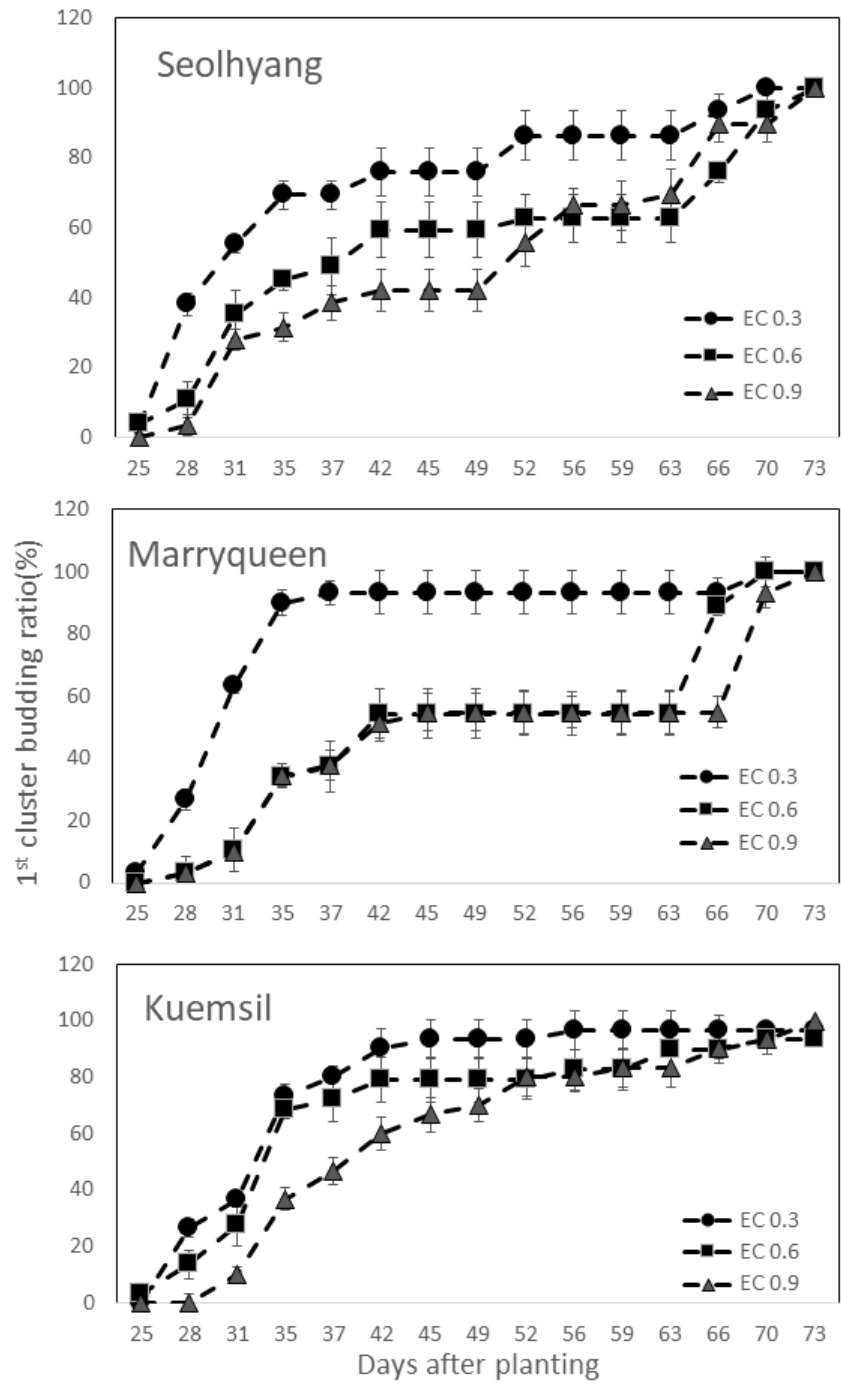 120
Seolhyang
100
80
60
40
20
0
EC 0.3
EC 0.6
EC 0.9
25 28 31 35 37 42 45 49 52 56 59 63 66 70 73
1st cluster budding ratio(%)
120
Marryqueen
100
80
60
40
20
0
EC 0.3
EC 0.6
EC 0.9
25 28 31 35 37 42 45 49 52 56 59 63 66 70 73
120
Kuemsil
100
80
60
40
20
0
EC 0.3
EC 0.6
EC 0.9
25 28 31 35 37 42 45 49 52 56 59 63 66 70 73
Days after planting